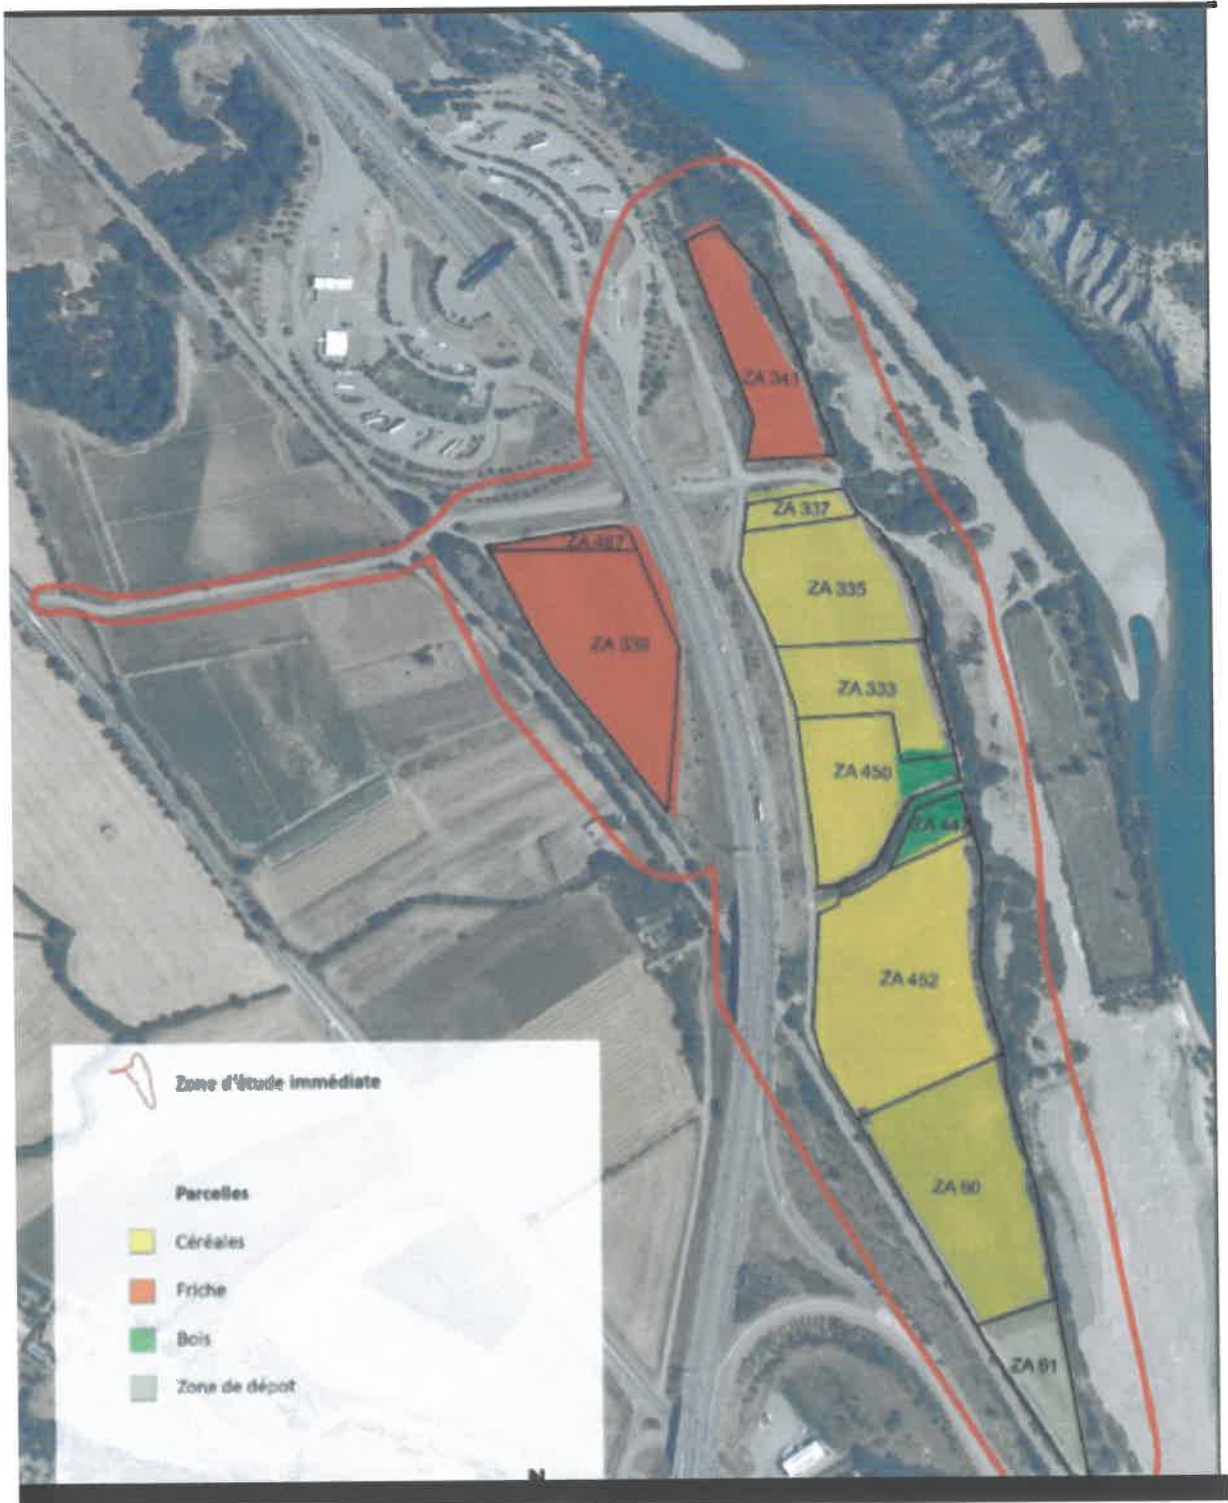 ZA 341
ZA 337
ZA 487
ZA 335
ZA 339
ZA 333
ZA 450
ZA 452
ZA 60
ZA 61
Zone d'étude immédiate
Parcelles
Céréales
Friche
Bois
Zone de dépot
N